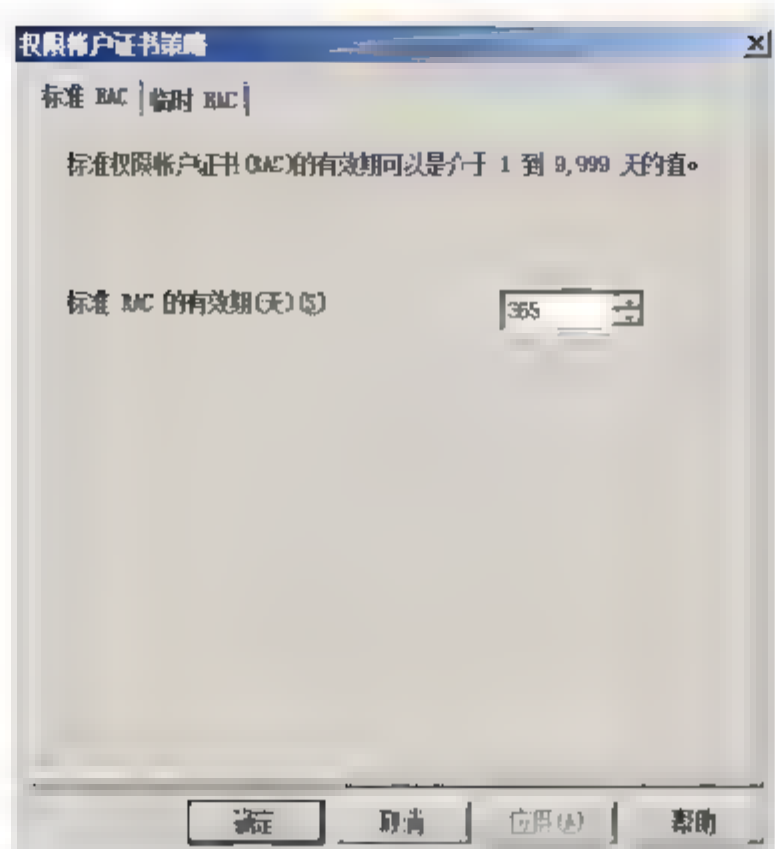 权限帐户证书策略
标准 RAC 临时 RAC
标准权限帐户证书(RAC)的有效期可以是介于 1 到 9,999 天的值。
标准 RAC 的有效期(天)(S)
365
确定 取消 应用(A) 帮助